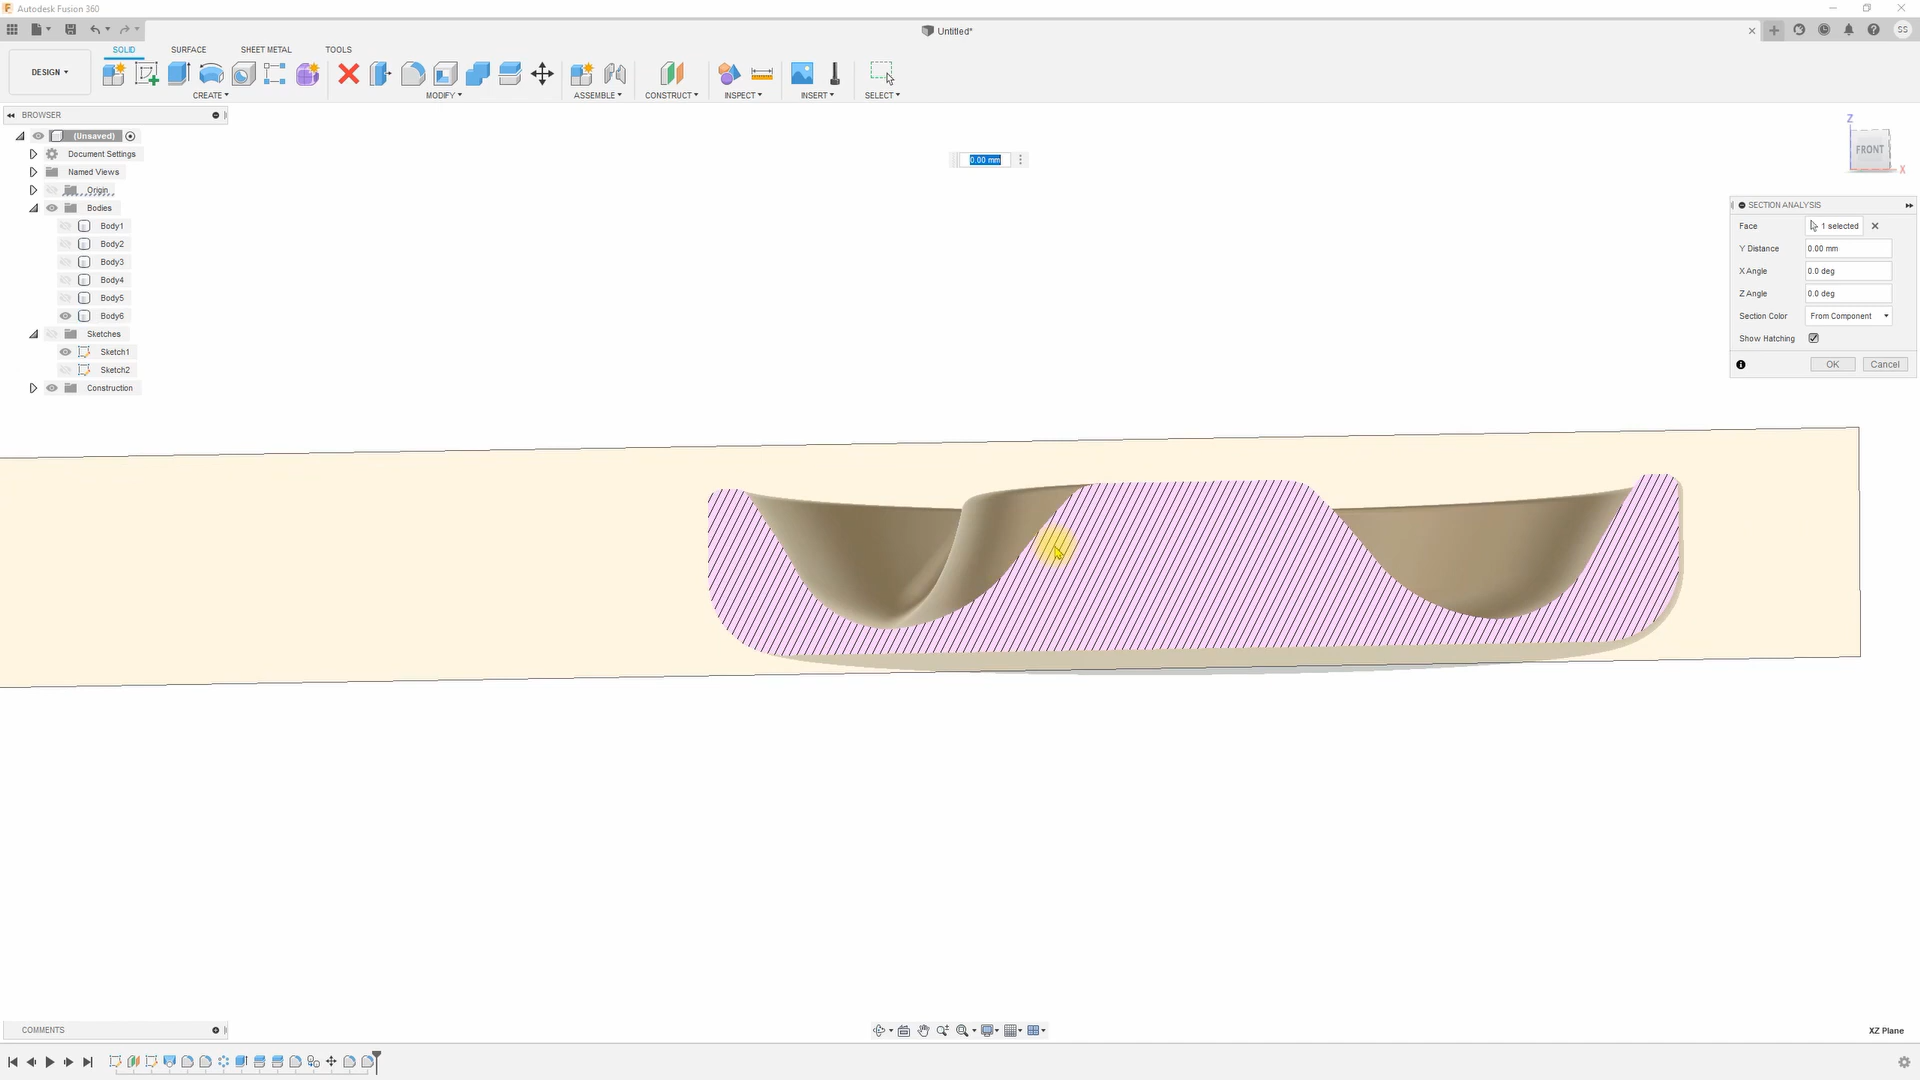 Autodesk Fusion 360
Untitled*
SS
SOLID
SURFACE
SHEET METAL
TOOLS
DESIGN
CREATE
MODIFY
ASSEMBLE
CONSTRUCT
INSPECT
INSERT
SELECT
BROWSER
(Unsaved)
Document Settings
Named Views
Origin
Bodies
Body1
Body2
Body3
Body4
Body5
Body6
Sketches
Sketch1
Sketch2
Construction
0.00 mm
Z
FRONT
X
SECTION ANALYSIS
Face 1 selected
Y Distance 0.00 mm
X Angle 0.0 deg
Z Angle 0.0 deg
Section Color From Component
Show Hatching
OK Cancel
COMMENTS
XZ Plane